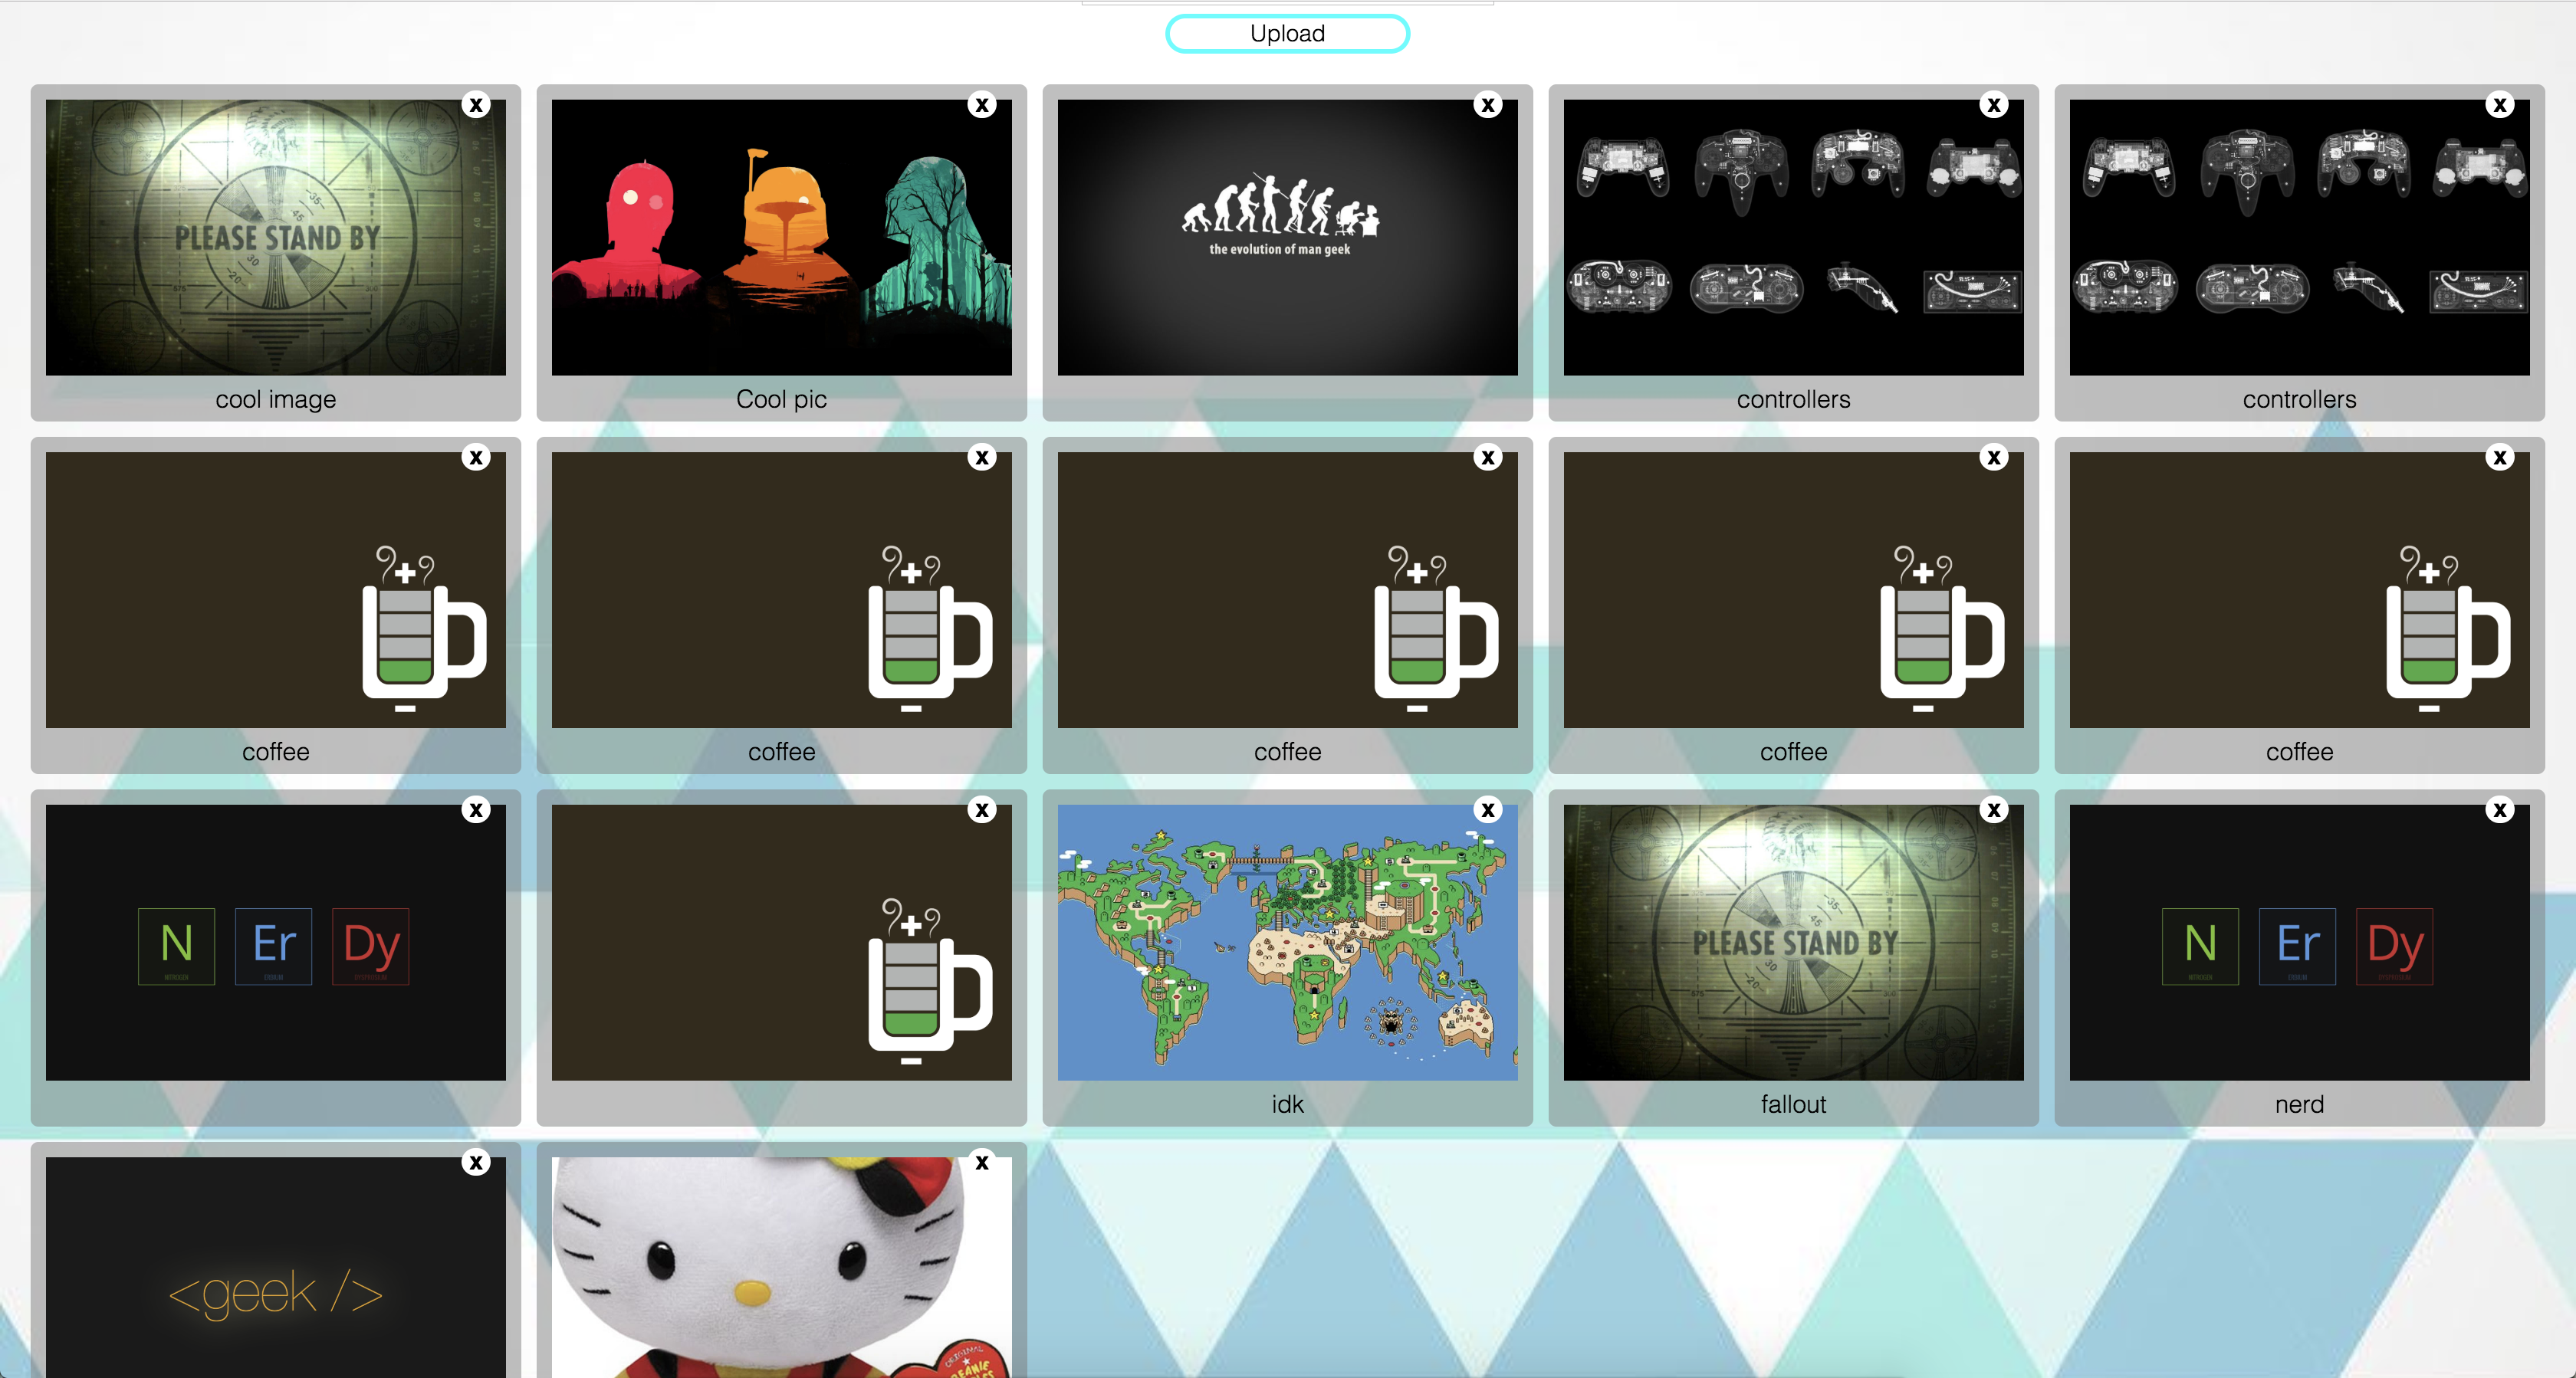 Upload
X
X
X
X
X
PLEASE STAND BY
the evolution of man geek
cool image
Cool pic
controllers
controllers
X
X
X
X
X
coffee
coffee
coffee
coffee
coffee
X
X
X
X
X
N
Er
Dy
PLEASE STAND BY
N
Er
Dy
idk
fallout
nerd
X
X
<geek />
ORIGINAL